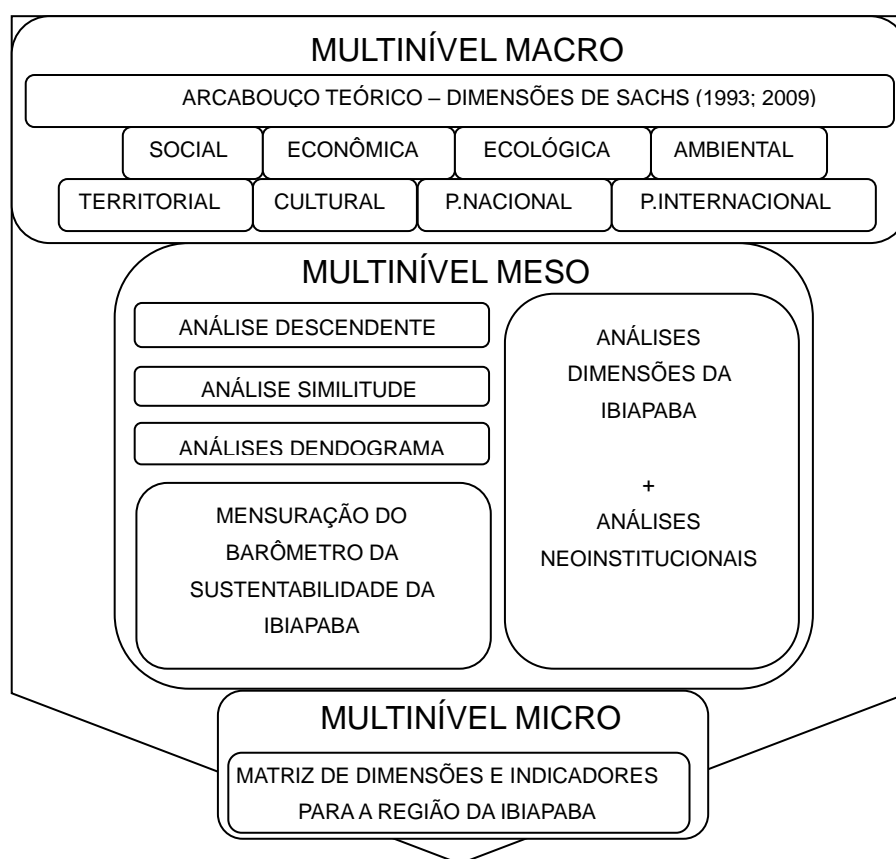 MULTINÍVEL MACRO
ARCABOUÇO TEÓRICO – DIMENSÕES DE SACHS (1993; 2009)
SOCIAL
ECONÔMICA
ECOLÓGICA
AMBIENTAL
TERRITORIAL
CULTURAL
P.NACIONAL
P.INTERNACIONAL
MULTINÍVEL MESO
ANÁLISE DESCENDENTE
ANÁLISE SIMILITUDE
ANÁLISES DENDOGRAMA
MENSURAÇÃO DO
BARÔMETRO DA
SUSTENTABILIDADE DA
IBIAPABA
ANÁLISES
DIMENSÕES DA
IBIAPABA
+
ANÁLISES
NEOINSTITUCIONAIS
MULTINÍVEL MICRO
MATRIZ DE DIMENSÕES E INDICADORES
PARA A REGIÃO DA IBIAPABA